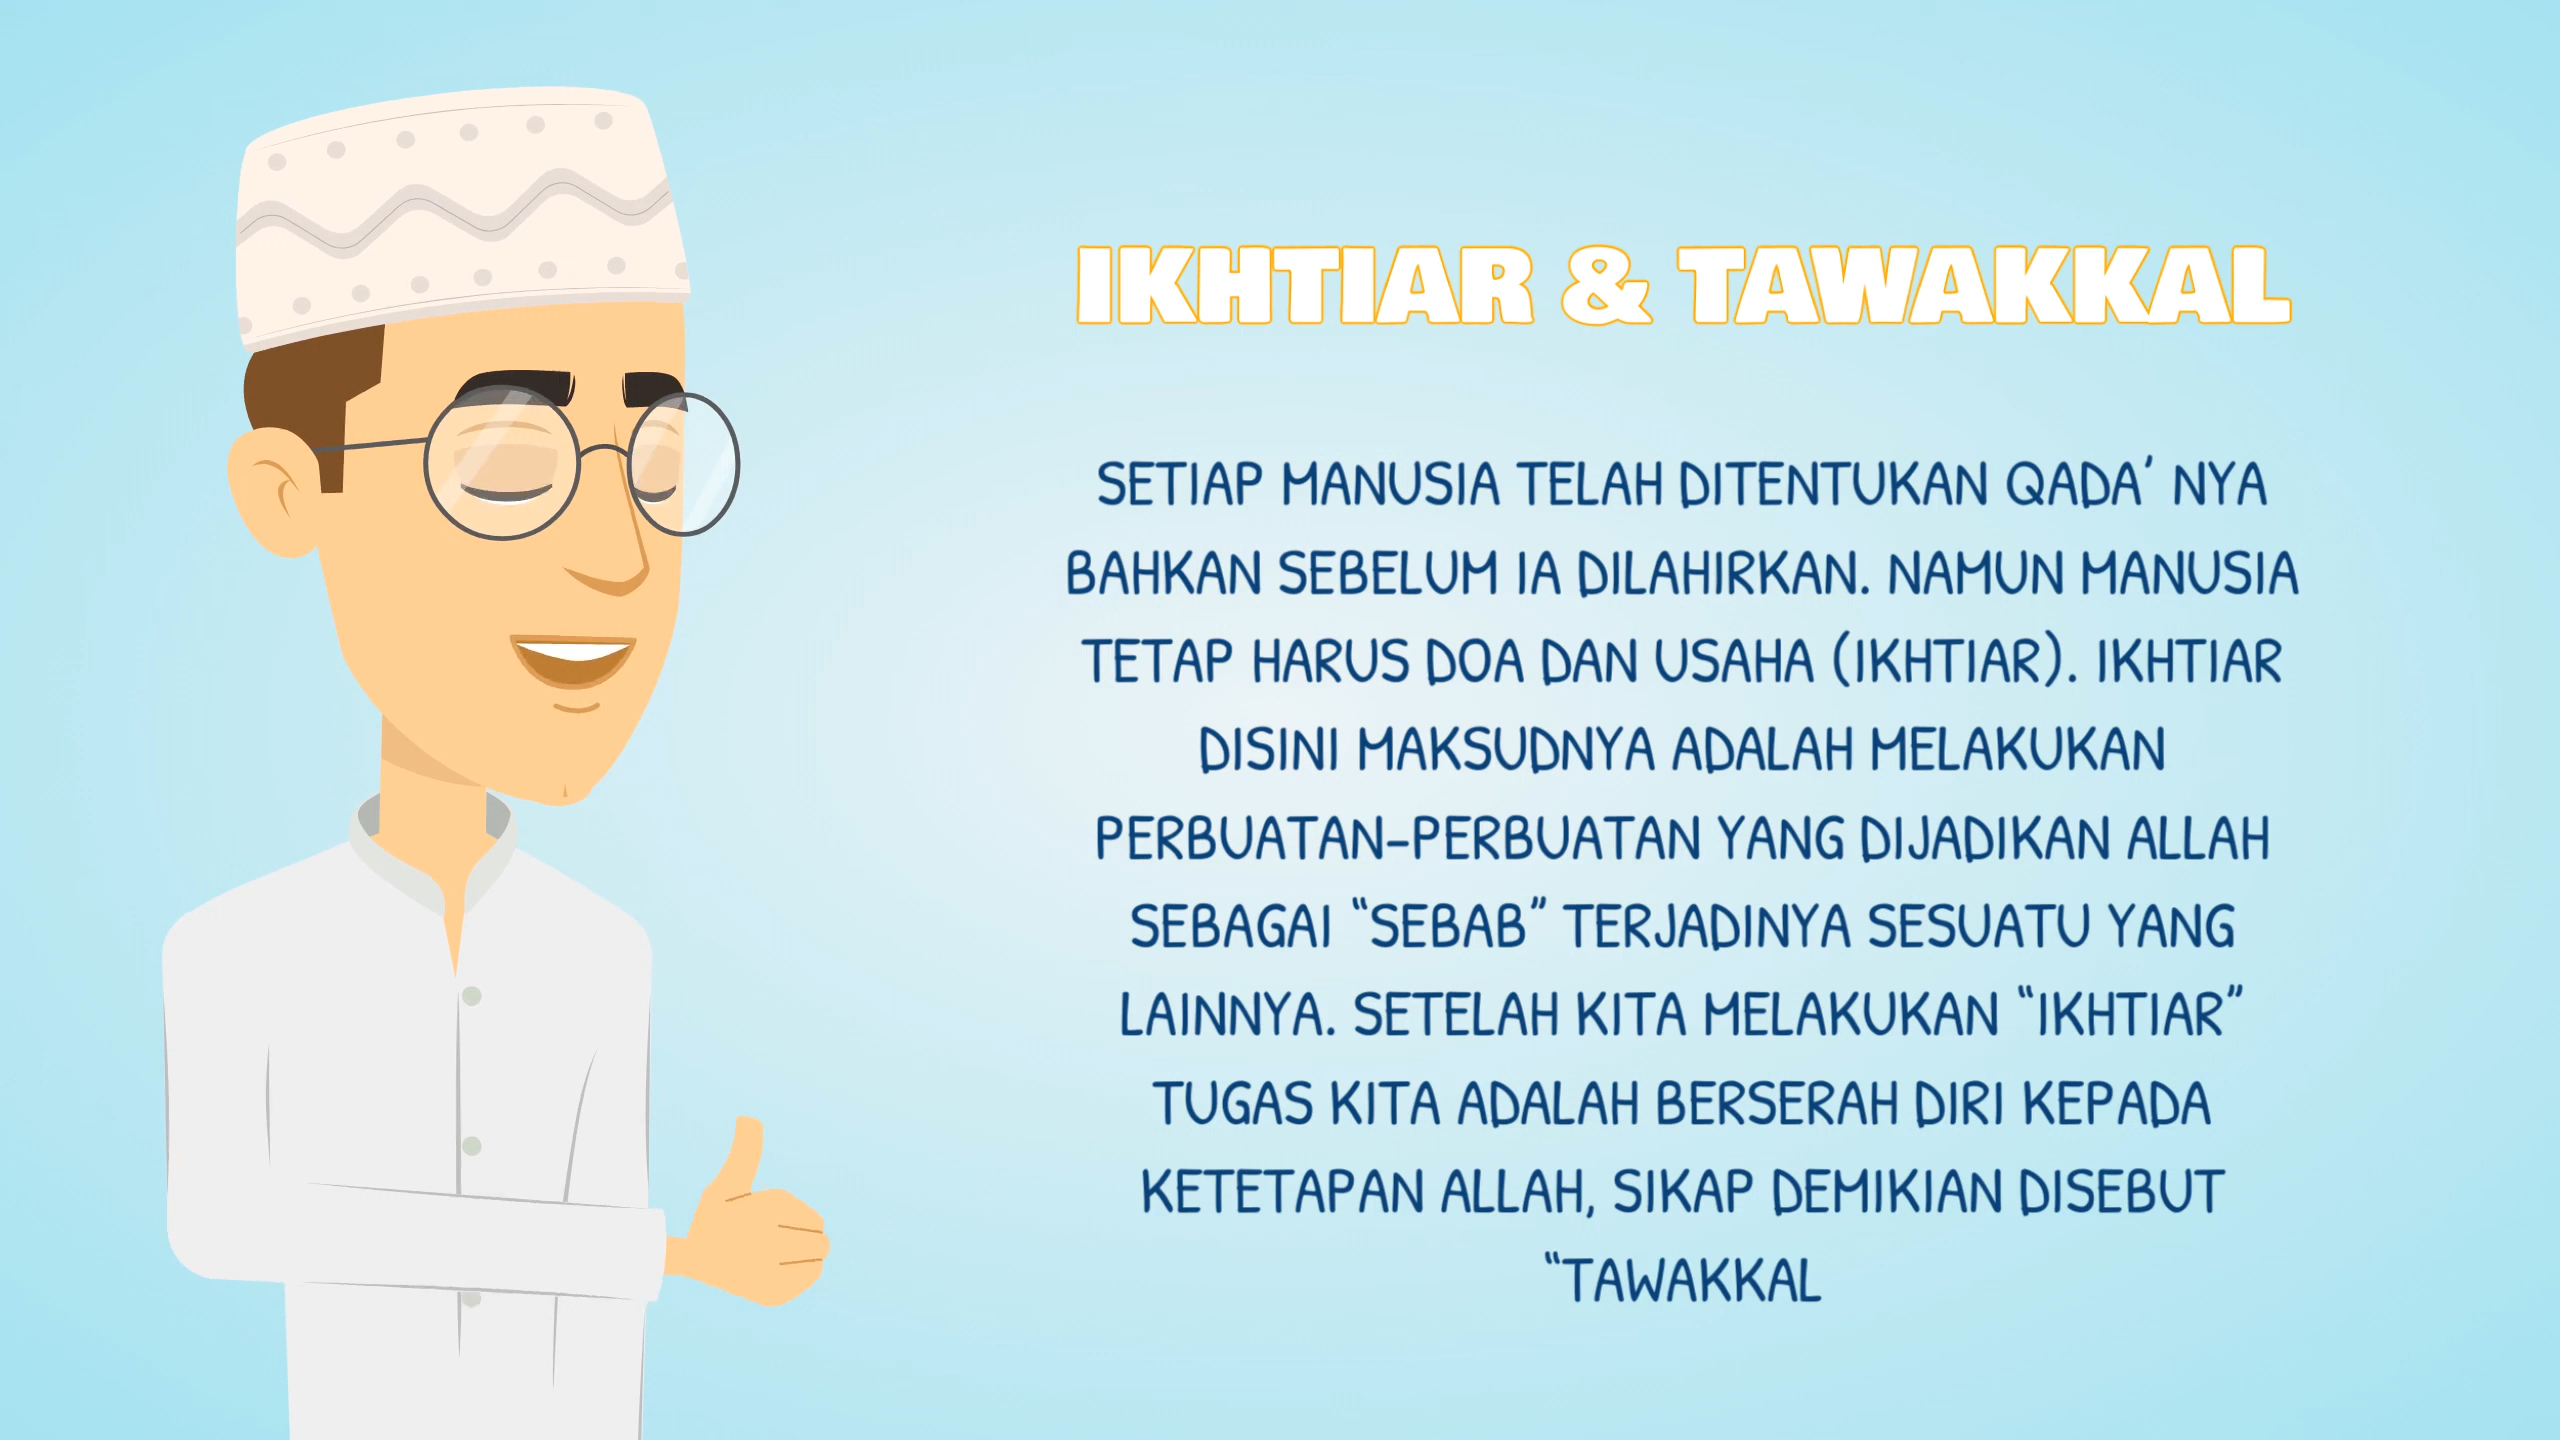 IKHTIAR & TAWAKKAL
SETIAP MANUSIA TELAH DITENTUKAN QADA’ NYA
BAHKAN SEBELUM IA DILAHIRKAN. NAMUN MANUSIA
TETAP HARUS DOA DAN USAHA (IKHTIAR). IKHTIAR
DISINI MAKSUDNYA ADALAH MELAKUKAN
PERBUATAN-PERBUATAN YANG DIJADIKAN ALLAH
SEBAGAI “SEBAB” TERJADINYA SESUATU YANG
LAINNYA. SETELAH KITA MELAKUKAN “IKHTIAR”
TUGAS KITA ADALAH BERSERAH DIRI KEPADA
KETETAPAN ALLAH, SIKAP DEMIKIAN DISEBUT
“TAWAKKAL